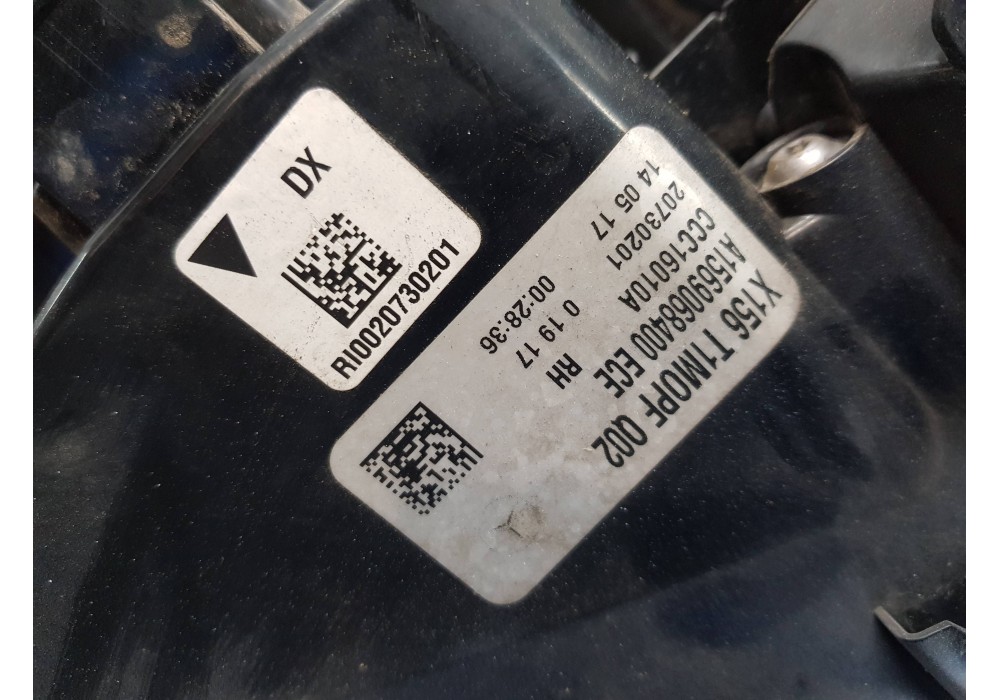 DX
RI0020730201
X156 T1MOPF Q02
A1569068400 ECE
CCC16010A RH
20730201 0 19 17
14 05 17 00:28:36